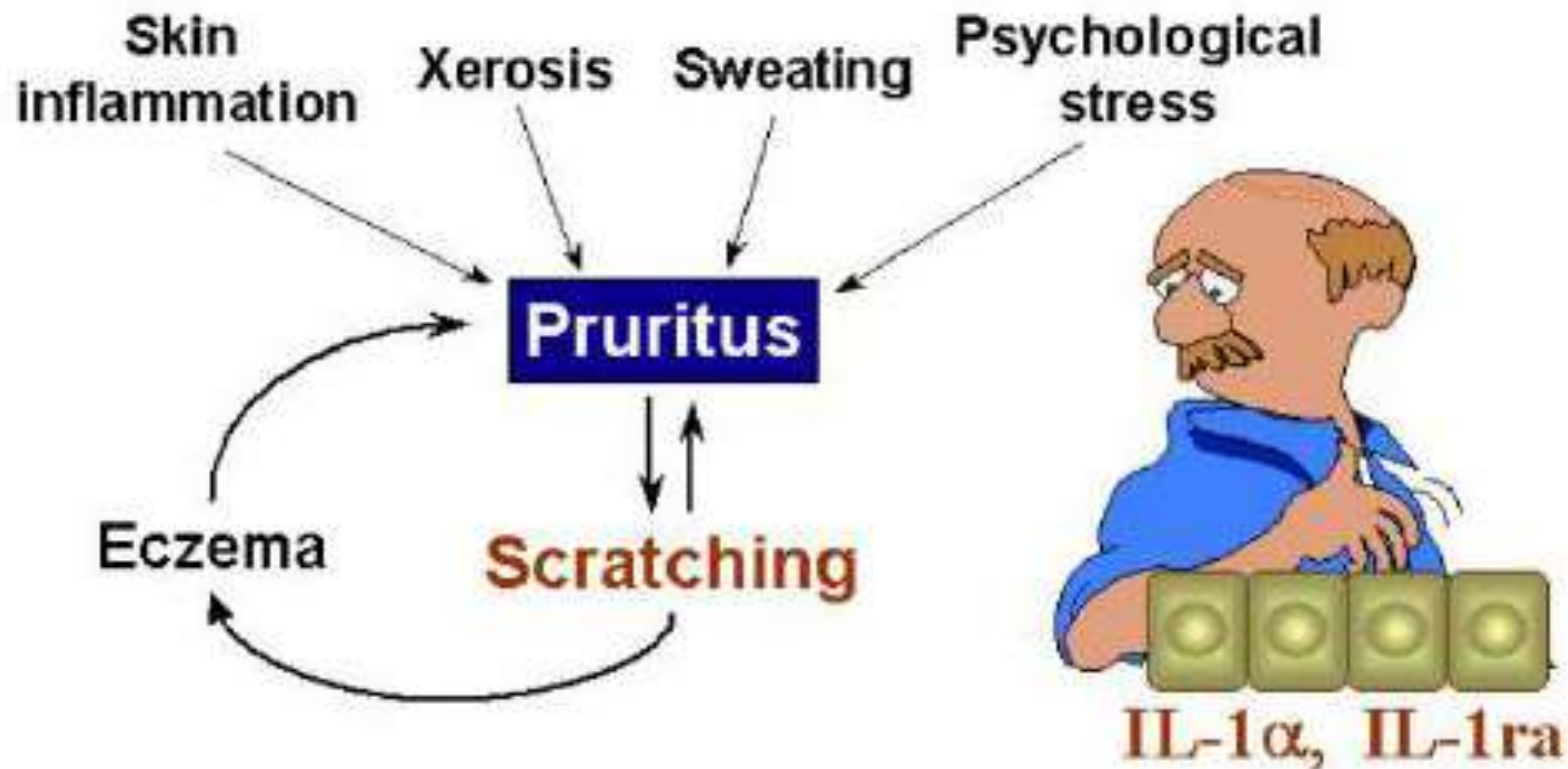 Skin
inflammation
Xerosis
Sweating
Psychological
stress
Pruritus
Eczema
Scratching
IL-1α, IL-1ra